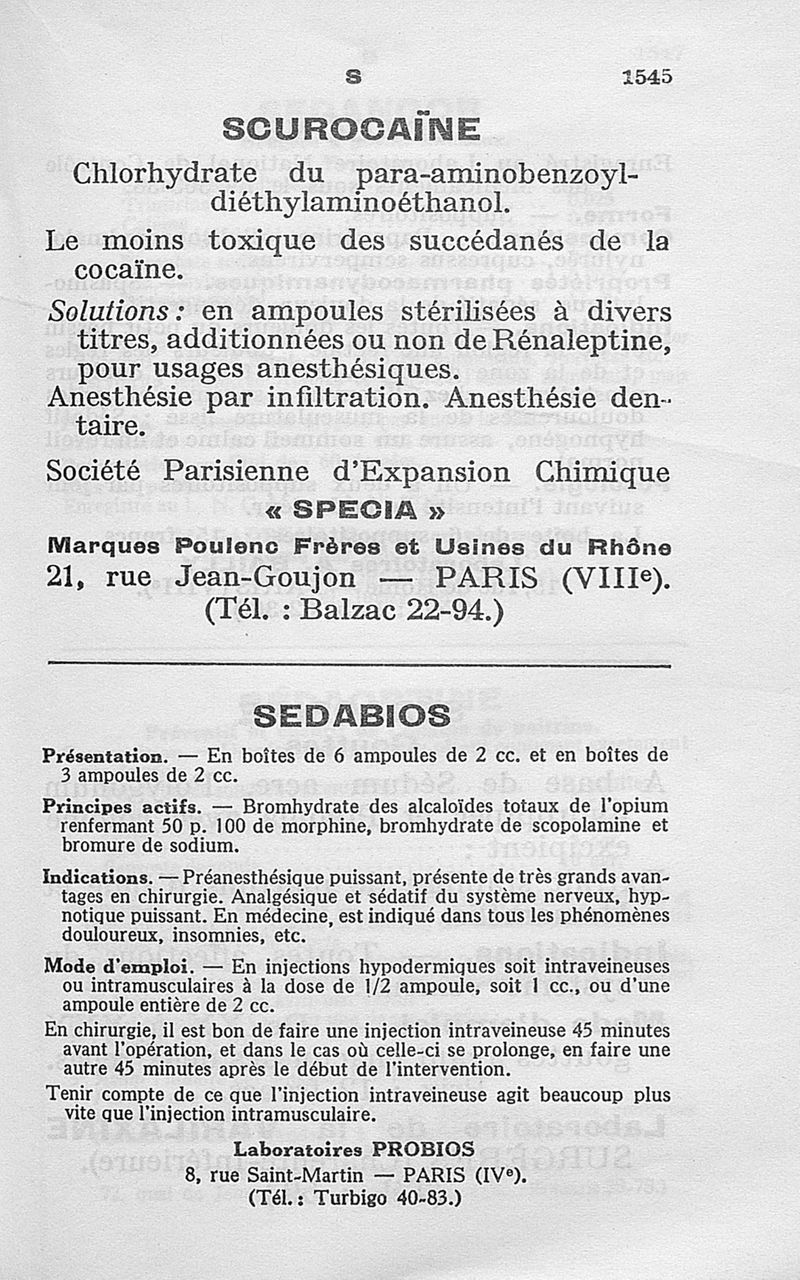 S 1545
SCUROCAÏNE
Chlorhydrate du para-aminobenzoyl-
diéthylaminoéthanol.
Le moins toxique des succédanés de la
cocaïne.
Solutions : en ampoules stérilisées à divers
titres, additionnées ou non de Rénaleptine,
pour usages anesthésiques.
Anesthésie par infiltration. Anesthésie den-
taire.
Société Parisienne d'Expansion Chimique
« SPECIA »
Marques Poulenc Frères et Usines du Rhône
21, rue Jean-Goujon — PARIS (VIIIe).
(Tél. : Balzac 22-94.)
SEDABIOS
Présentation. — En boîtes de 6 ampoules de 2 cc. et en boîtes de
3 ampoules de 2 cc.
Principes actifs. — Bromhydrate des alcaloïdes totaux de l'opium
renfermant 50 p. 100 de morphine, bromhydrate de scopolamine et
bromure de sodium.
Indications. — Préanesthésique puissant, présente de très grands avan-
tages en chirurgie. Analgésique et sédatif du système nerveux, hyp-
notique puissant. En médecine, est indiqué dans tous les phénomènes
douloureux, insomnies, etc.
Mode d'emploi. — En injections hypodermiques soit intraveineuses
ou intramusculaires à la dose de 1/2 ampoule, soit 1 cc., ou d'une
ampoule entière de 2 cc.
En chirurgie, il est bon de faire une injection intraveineuse 45 minutes
avant l'opération, et dans le cas où celle-ci se prolonge, en faire une
autre 45 minutes après le début de l'intervention.
Tenir compte de ce que l'injection intraveineuse agit beaucoup plus
vite que l'injection intramusculaire.
Laboratoires PROBIOS
8, rue Saint-Martin — PARIS (IVe).
(Tél. : Turbigo 40-83.)